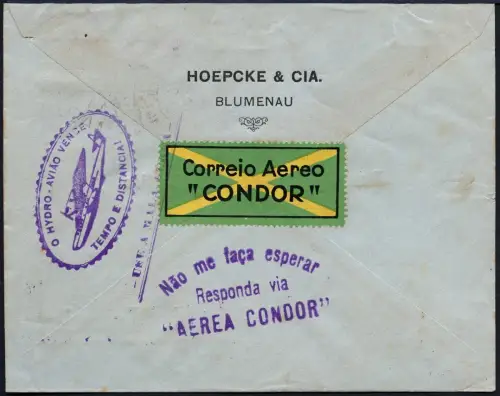 HOEPCKE & CIA.
BLUMENAU
Correio Aereo
"CONDOR"
O HYDRO-AVIÃO VENCE
TEMPO E DISTANCIA!
Não me faça esperar
Responda via
"AEREA CONDOR"